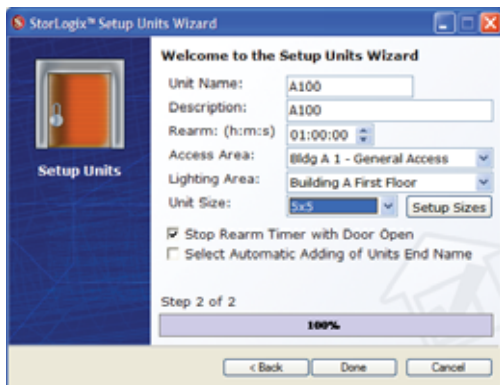 StorLogix™ Setup Units Wizard
Welcome to the Setup Units Wizard
Unit Name: A100
Description: A100
Rearm: (h:m:s) 01:00:00
Access Area: Bldg A 1 - General Access
Setup Units
Lighting Area: Building A First Floor
Unit Size: 5x5 Setup Sizes
Stop Rearm Timer with Door Open
Select Automatic Adding of Units End Name
Step 2 of 2
100%
< Back Done Cancel